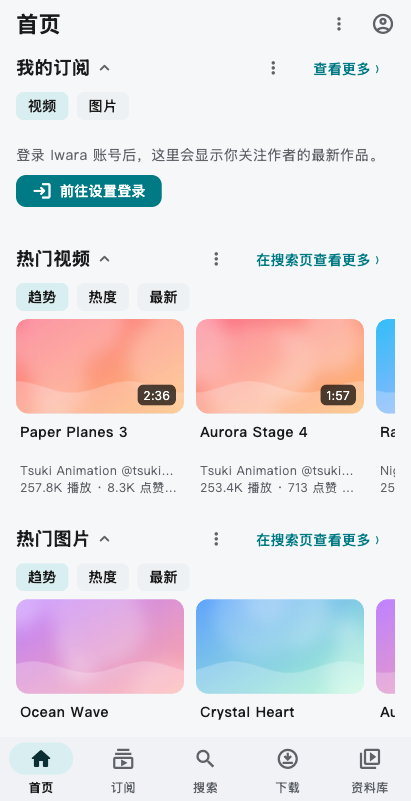 首页
我的订阅
查看更多
视频
图片
登录 Iwara 账号后，这里会显示你关注作者的最新作品。
前往设置登录
热门视频
在搜索页查看更多
趋势
热度
最新
2:36
1:57
Paper Planes 3
Aurora Stage 4
Ra
Tsuki Animation @tsuki...
Tsuki Animation @tsuki...
Nig
257.8K 播放 · 8.3K 点赞...
253.4K 播放 · 713 点赞 ...
25
热门图片
在搜索页查看更多
趋势
热度
最新
Ocean Wave
Crystal Heart
Au
首页
订阅
搜索
下载
资料库